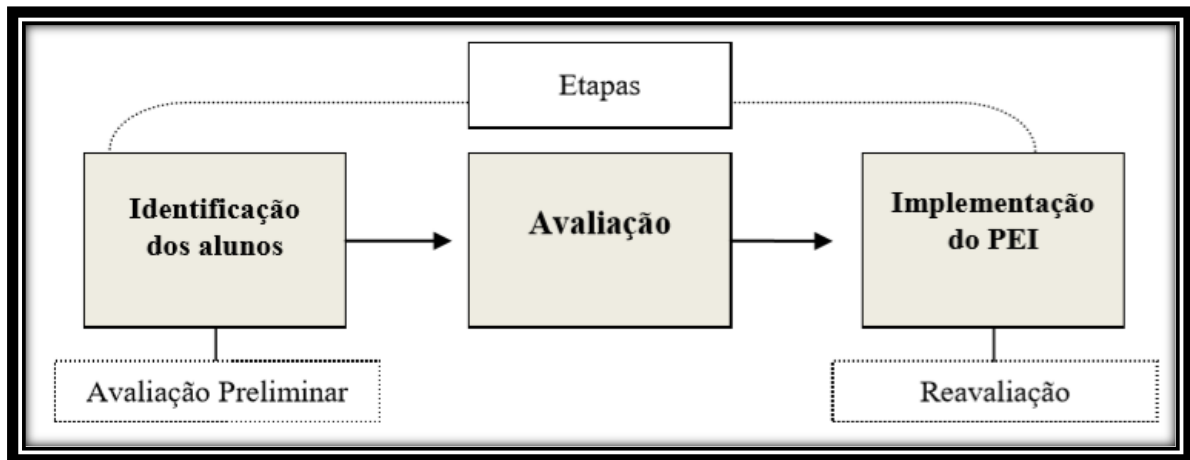 Etapas
Identificação
dos alunos
Avaliação
Implementação
do PEI
Avaliação Preliminar
Reavaliação